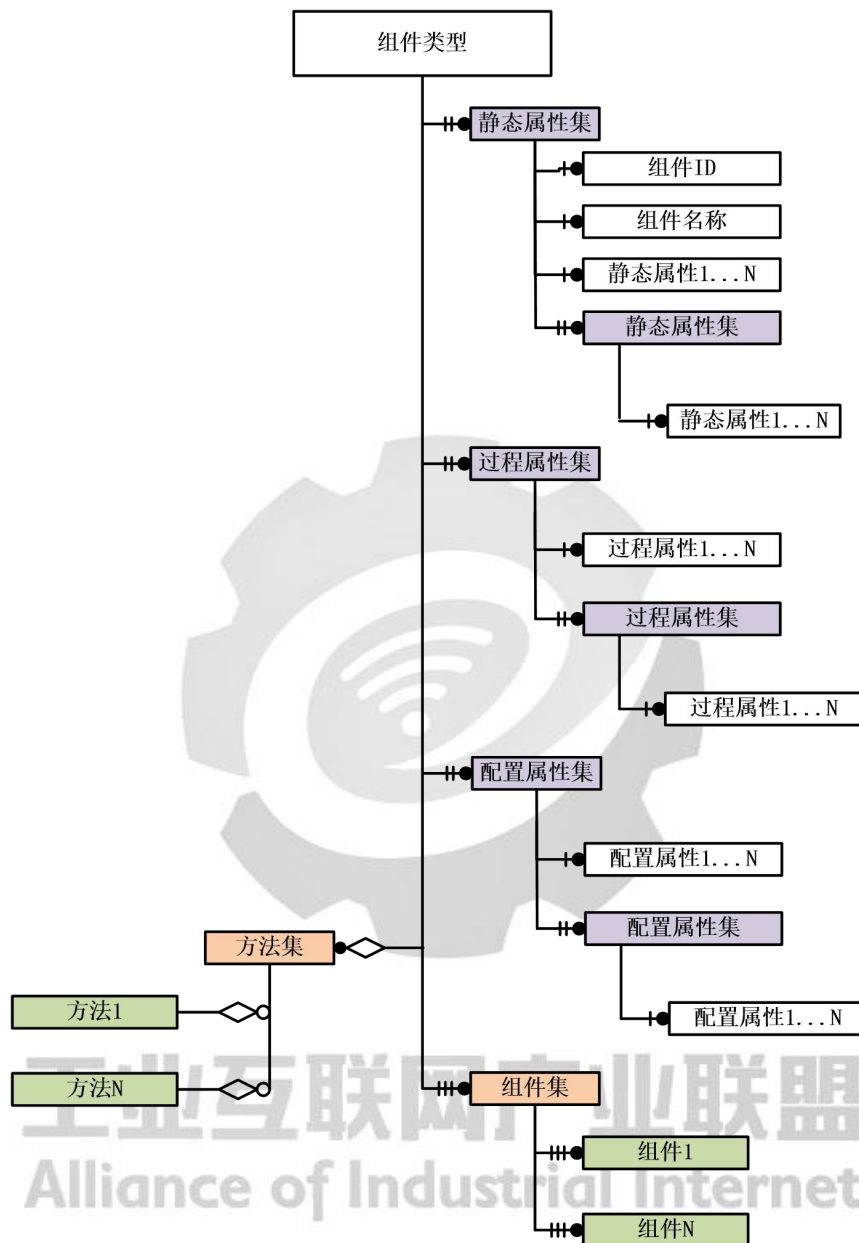 组件类型
静态属性集
组件ID
组件名称
静态属性1...N
静态属性集
静态属性1...N
过程属性集
过程属性1...N
过程属性集
过程属性1...N
配置属性集
配置属性1...N
配置属性集
配置属性1...N
方法集
方法1
方法N
组件集
组件1
组件N
工业互联网产业联盟
Alliance of Industrial Internet